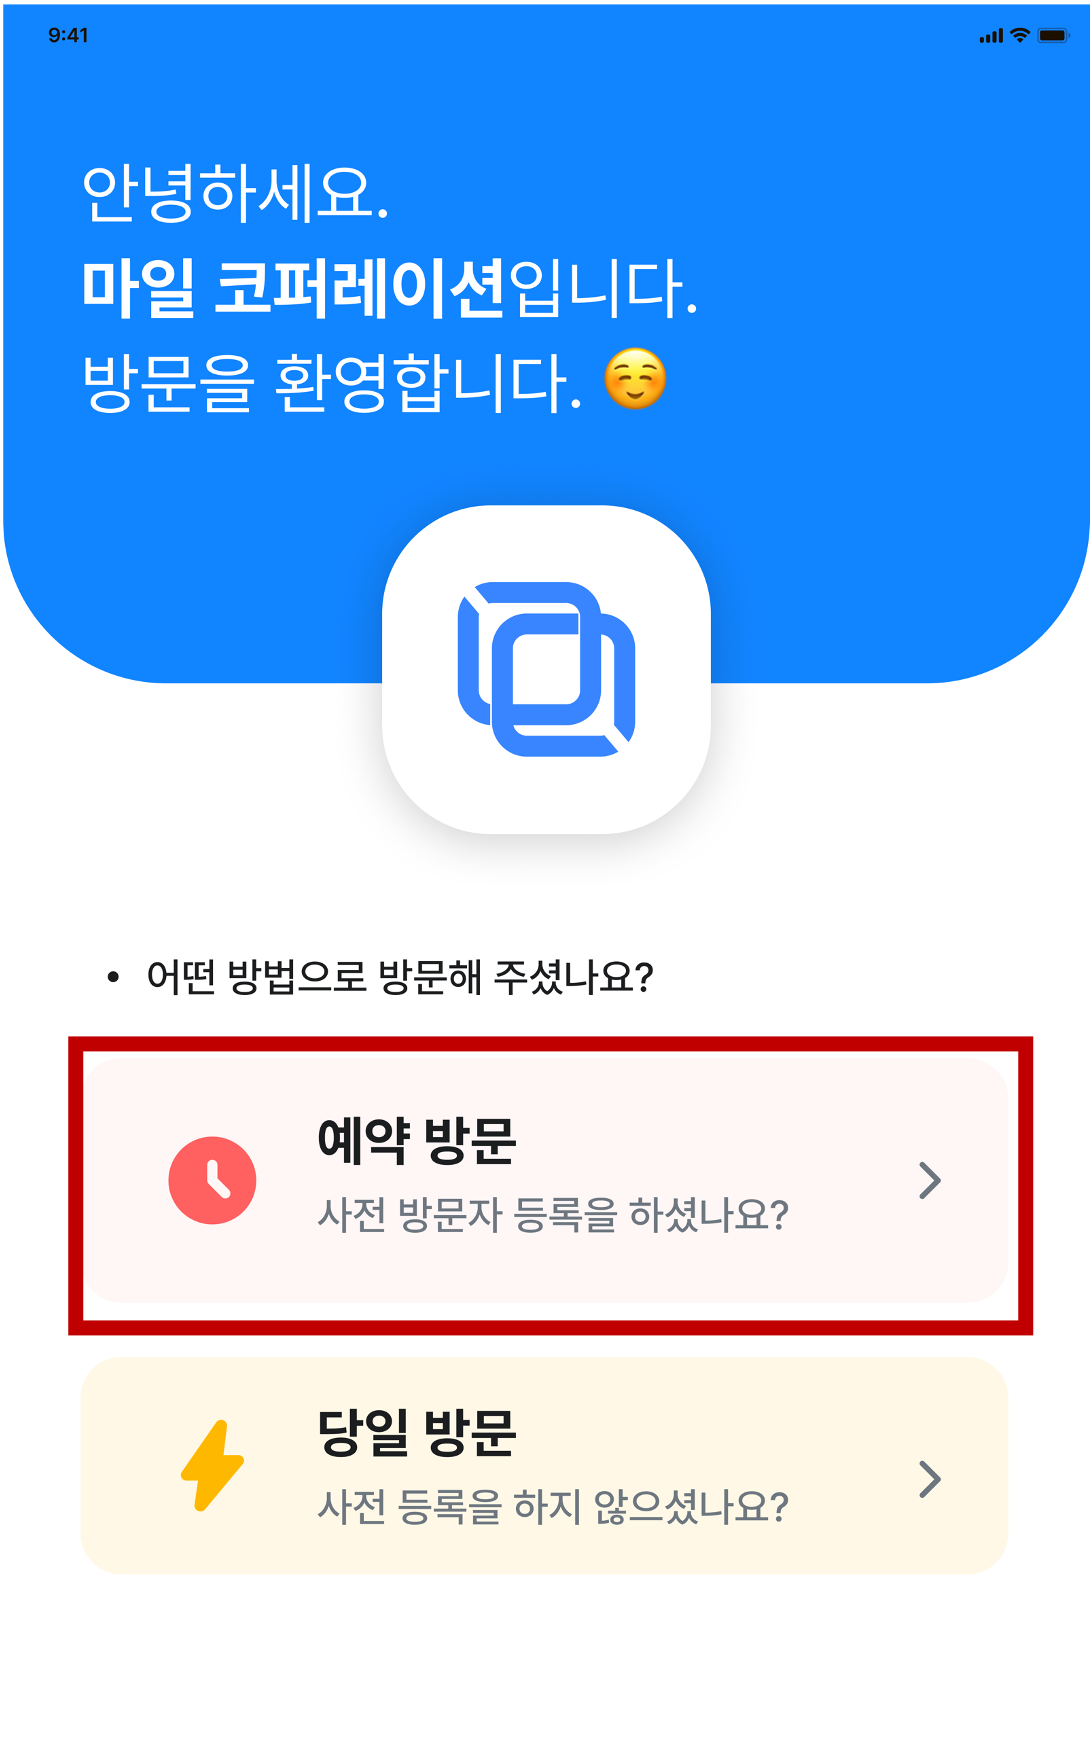 9:41
안녕하세요.
마일 코퍼레이션입니다.
방문을 환영합니다. ☺️
• 어떤 방법으로 방문해 주셨나요?
예약 방문
사전 방문자 등록을 하셨나요?
당일 방문
사전 등록을 하지 않으셨나요?